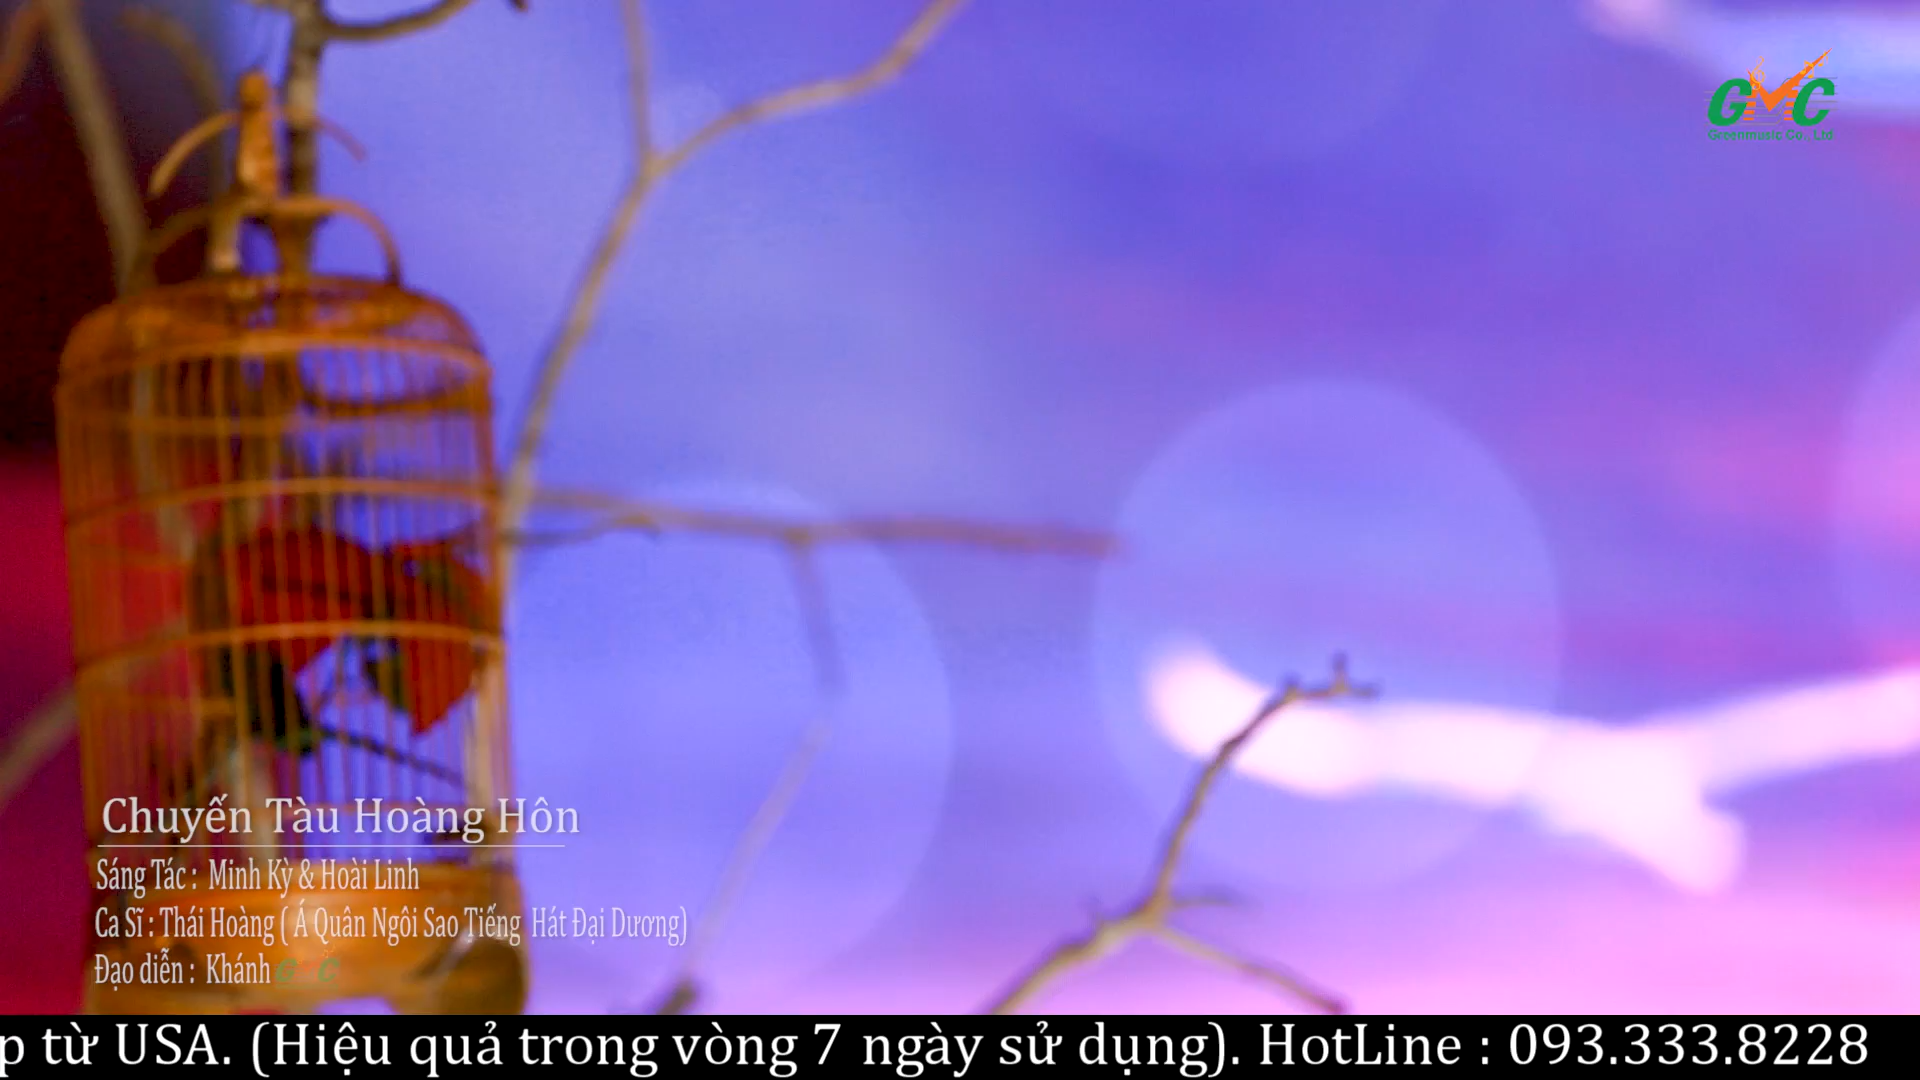 GMC
Greenmusic Co., Ltd
Chuyến Tàu Hoàng Hôn
Sáng Tác : Minh Kỳ & Hoài Linh
Ca Sĩ : Thái Hoàng ( Á Quân Ngôi Sao Tiếng Hát Đại Dương)
Đạo diễn : Khánh GMC
p từ USA. (Hiệu quả trong vòng 7 ngày sử dụng). HotLine : 093.333.8228